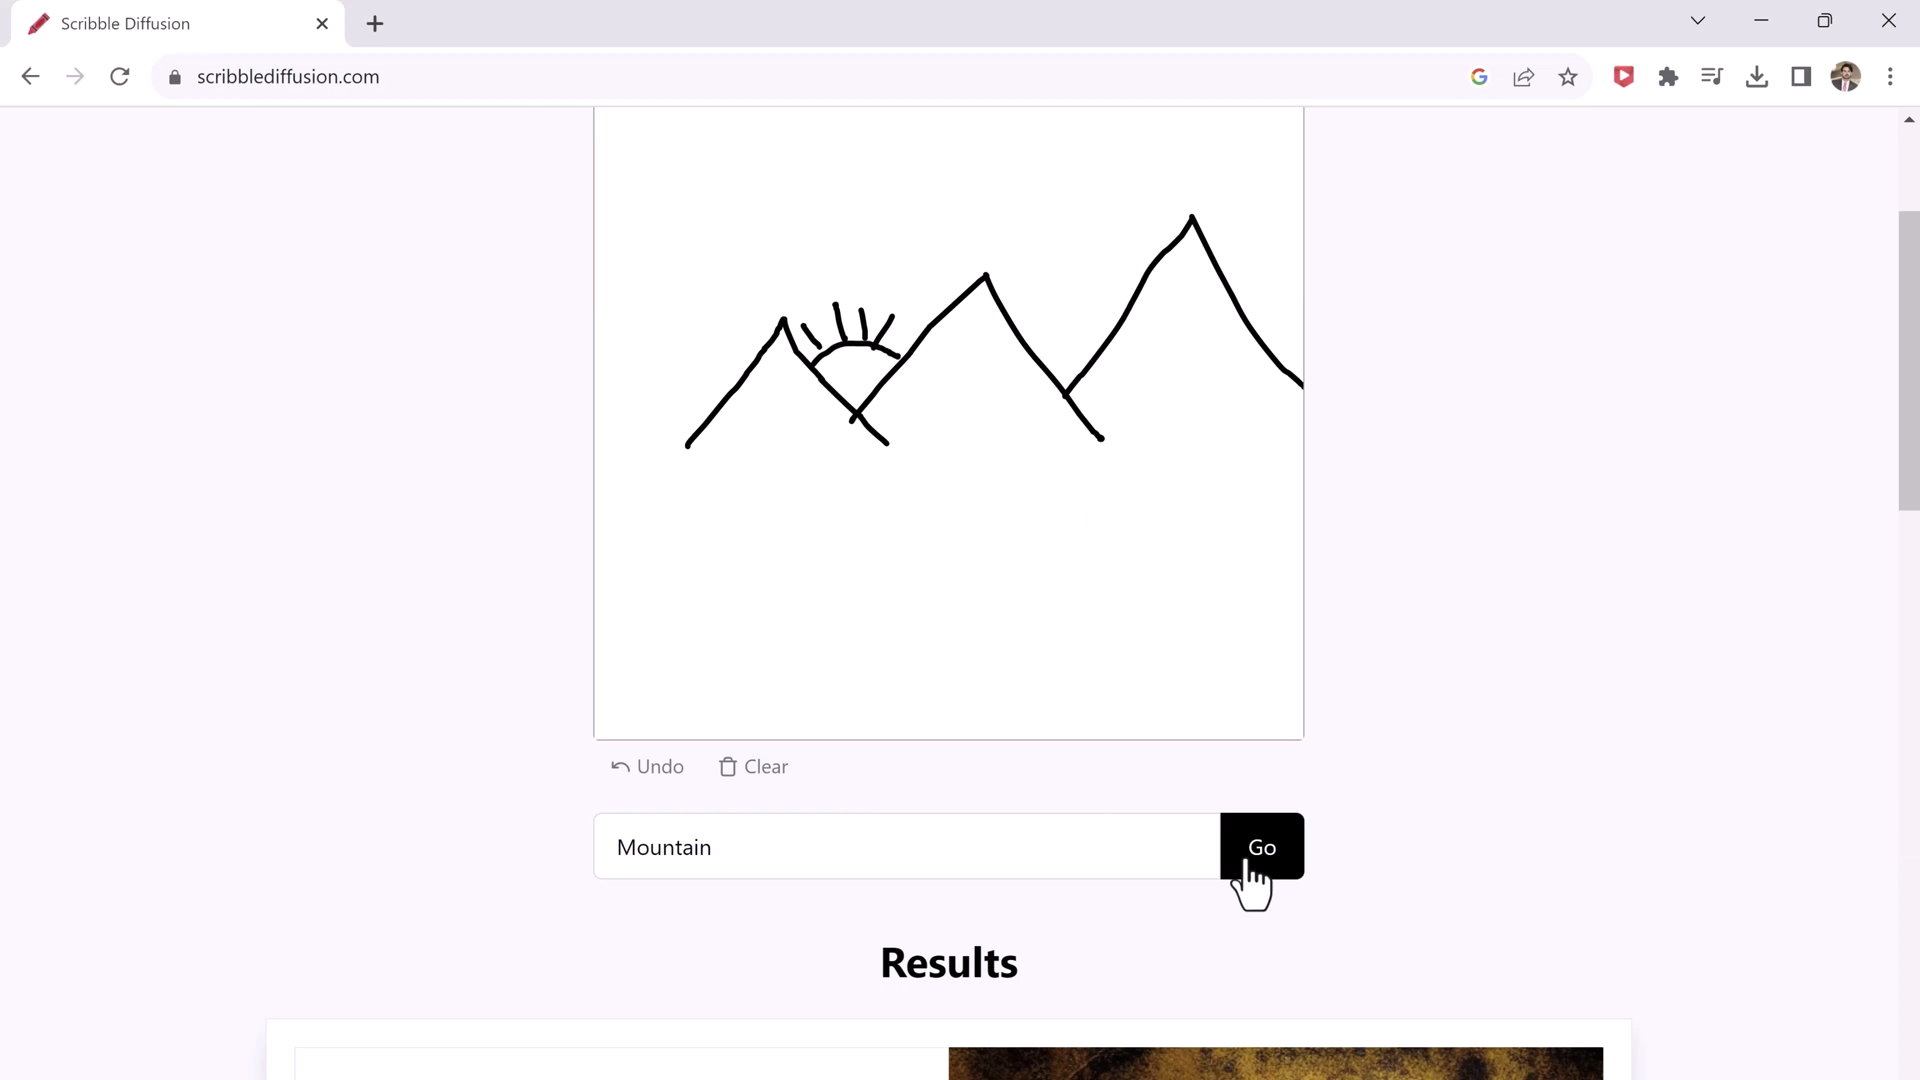 Scribble Diffusion
scribblediffusion.com
Undo Clear
Mountain
Go
Results